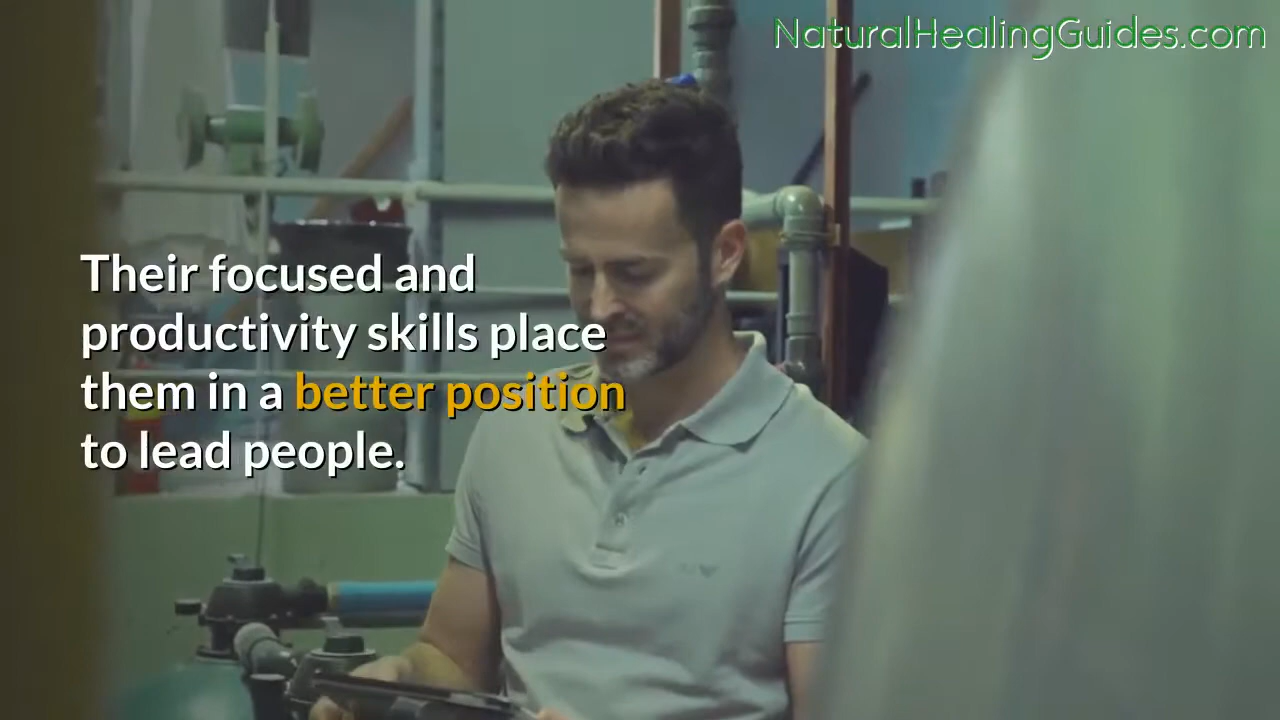 NaturalHealingGuides.com
Their focused and
productivity skills place
them in a better position
to lead people.